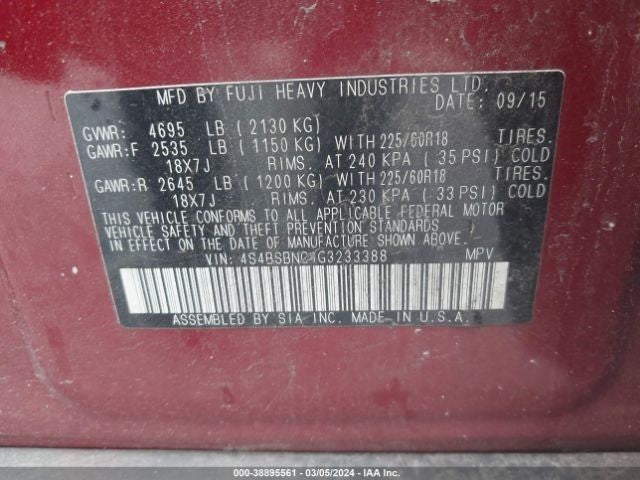 MFD BY FUJI HEAVY INDUSTRIES LTD.
DATE: 09/15
GVWR: 4695 LB (2130 KG)
GAWR:F 2535 LB (1150 KG) WITH 225/60R18 TIRES.
18X7J RIMS. AT 240 KPA (35 PSI) COLD
GAWR:R 2645 LB (1200 KG) WITH 225/60R18 TIRES.
18X7J RIMS. AT 230 KPA (33 PSI) COLD
THIS VEHICLE CONFORMS TO ALL APPLICABLE FEDERAL MOTOR
VEHICLE SAFETY AND THEFT PREVENTION STANDARDS
IN EFFECT ON THE DATE OF MANUFACTURE SHOWN ABOVE.
VIN: MPV
ASSEMBLED BY SIA INC. MADE IN U.S.A.
000-38895561 - 03/05/2024 - IAA Inc.